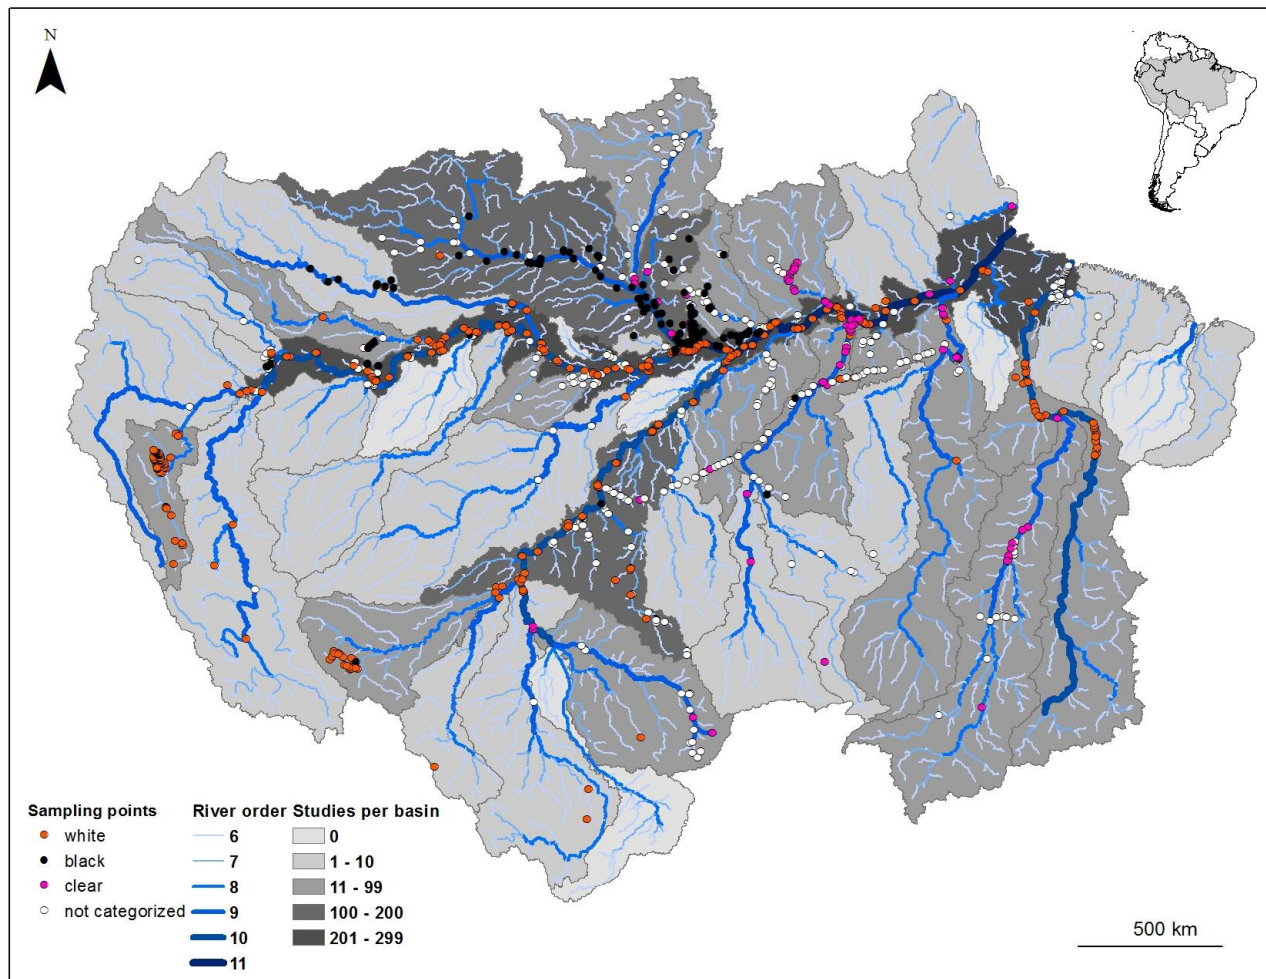 N
Sampling points
white
black
clear
not categorized
River order
6
7
8
9
10
11
Studies per basin
0
1 - 10
11 - 99
100 - 200
201 - 299
500 km